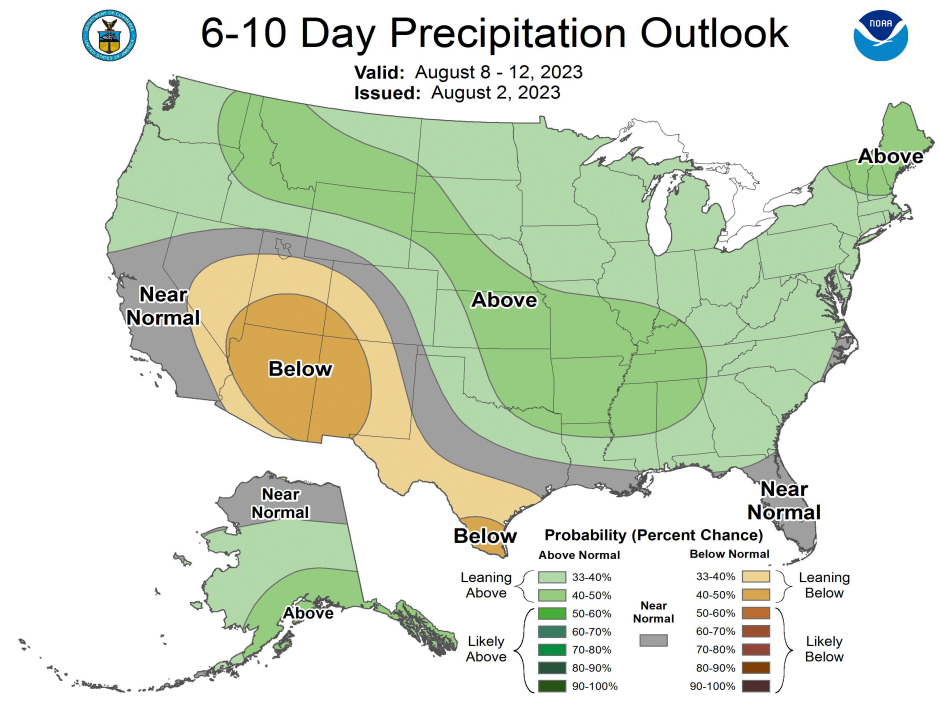 6-10 Day Precipitation Outlook
NOAA
Valid: August 8 - 12, 2023
Issued: August 2, 2023
Above
Near
Normal
Above
Below
Near
Normal
Near
Normal
Below
Above
Probability (Percent Chance)
Above Normal
Below Normal
Leaning
Above
33-40%
40-50%
50-60%
60-70%
70-80%
80-90%
90-100%
Likely
Above
Near
Normal
33-40%
40-50%
50-60%
60-70%
70-80%
80-90%
90-100%
Leaning
Below
Likely
Below